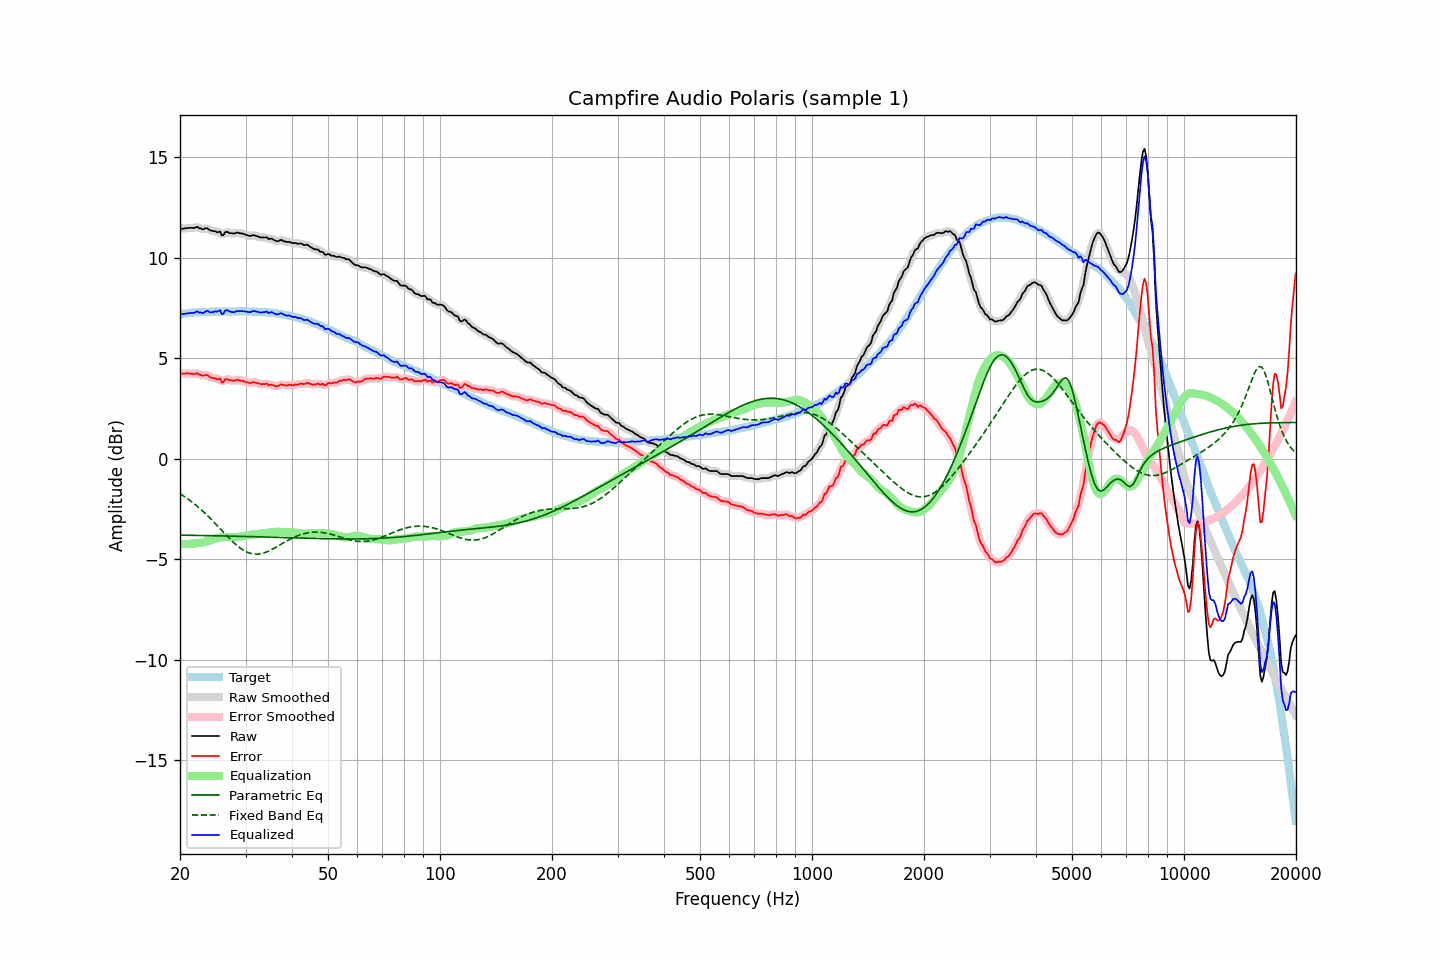 Campfire Audio Polaris (sample 1)
Amplitude (dBr)
15
10
5
0
−5
−10
−15
Target
Raw Smoothed
Error Smoothed
Raw
Error
Equalization
Parametric Eq
Fixed Band Eq
Equalized
20 50 100 200 500 1000 2000 5000 10000 20000
Frequency (Hz)